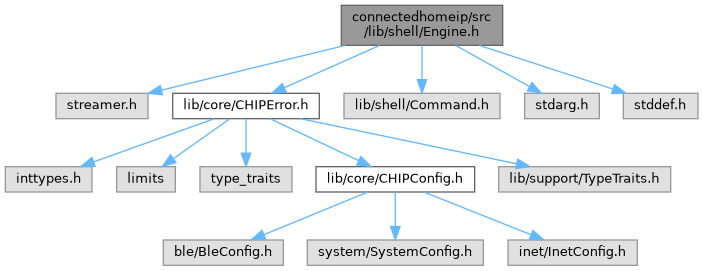 connectedhomeip/src
/lib/shell/Engine.h
streamer.h
lib/core/CHIPError.h
lib/shell/Command.h
stdarg.h
stddef.h
inttypes.h
limits
type_traits
lib/core/CHIPConfig.h
lib/support/TypeTraits.h
ble/BleConfig.h
system/SystemConfig.h
inet/InetConfig.h